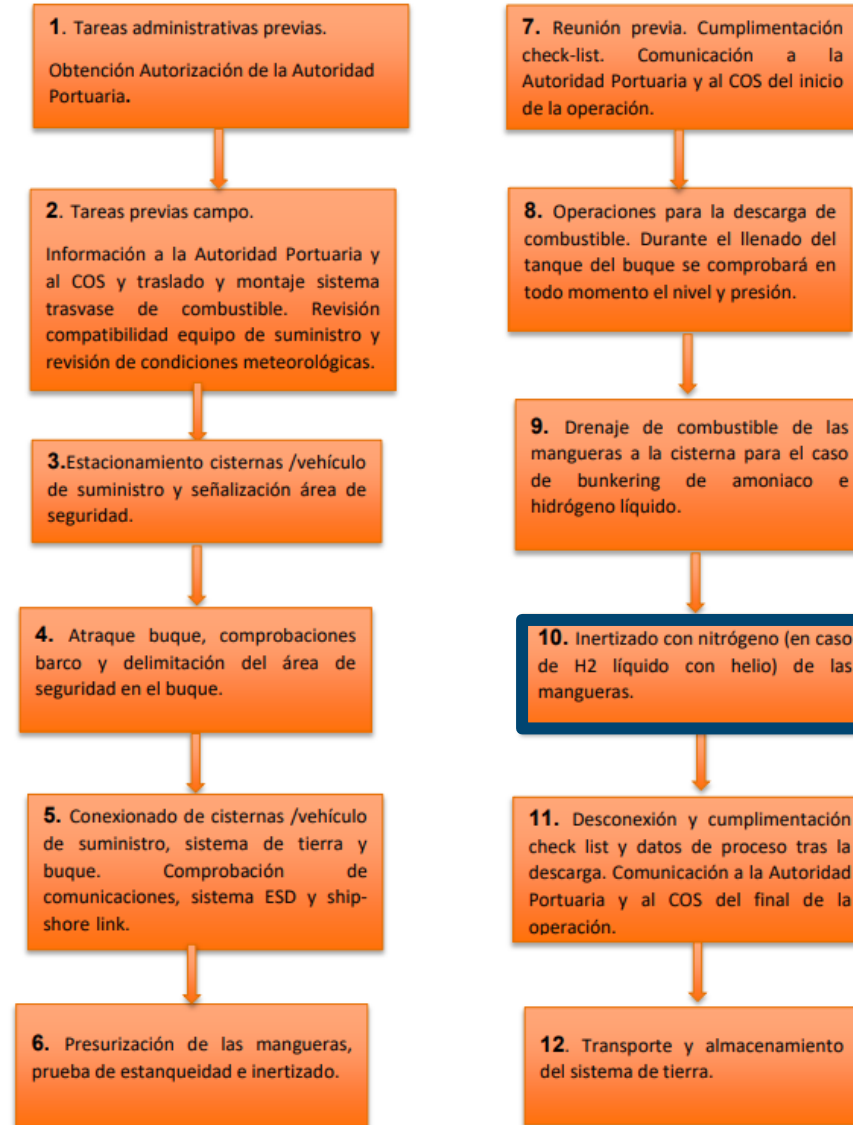 1. Tareas administrativas previas.
Obtención Autorización de la Autoridad
Portuaria.
2. Tareas previas campo.
Información a la Autoridad Portuaria y
al COS y traslado y montaje sistema
trasvase de combustible. Revisión
compatibilidad equipo de suministro y
revisión de condiciones meteorológicas.
3.Estacionamiento cisternas /vehículo
de suministro y señalización área de
seguridad.
4. Atraque buque, comprobaciones
barco y delimitación del área de
seguridad en el buque.
5. Conexionado de cisternas /vehículo
de suministro, sistema de tierra y
buque. Comprobación de
comunicaciones, sistema ESD y ship-
shore link.
6. Presurización de las mangueras,
prueba de estanqueidad e inertizado.
7. Reunión previa. Cumplimentación
check-list. Comunicación a la
Autoridad Portuaria y al COS del inicio
de la operación.
8. Operaciones para la descarga de
combustible. Durante el llenado del
tanque del buque se comprobará en
todo momento el nivel y presión.
9. Drenaje de combustible de las
mangueras a la cisterna para el caso
de bunkering de amoniaco e
hidrógeno líquido.
10. Inertizado con nitrógeno (en caso
de H2 líquido con helio) de las
mangueras.
11. Desconexión y cumplimentación
check list y datos de proceso tras la
descarga. Comunicación a la Autoridad
Portuaria y al COS del final de la
operación.
12. Transporte y almacenamiento
del sistema de tierra.